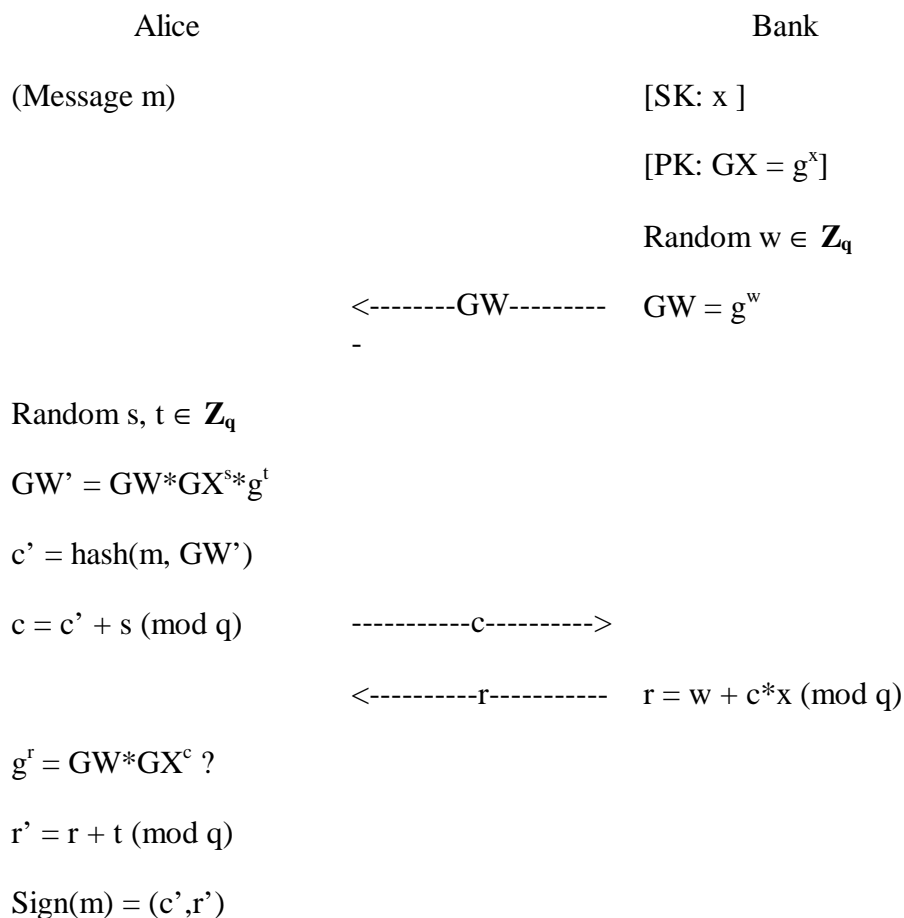 Alice Bank
(Message m) [SK: x ]
[PK: GX = g^x]
Random w ∈ Z_q
<--------GW--------- GW = g^w
-
Random s, t ∈ Z_q
GW’ = GW*GX^s*g^t
c’ = hash(m, GW’)
c = c’ + s (mod q) -----------c---------->
<----------r----------- r = w + c*x (mod q)
g^r = GW*GX^c ?
r’ = r + t (mod q)
Sign(m) = (c’,r’)